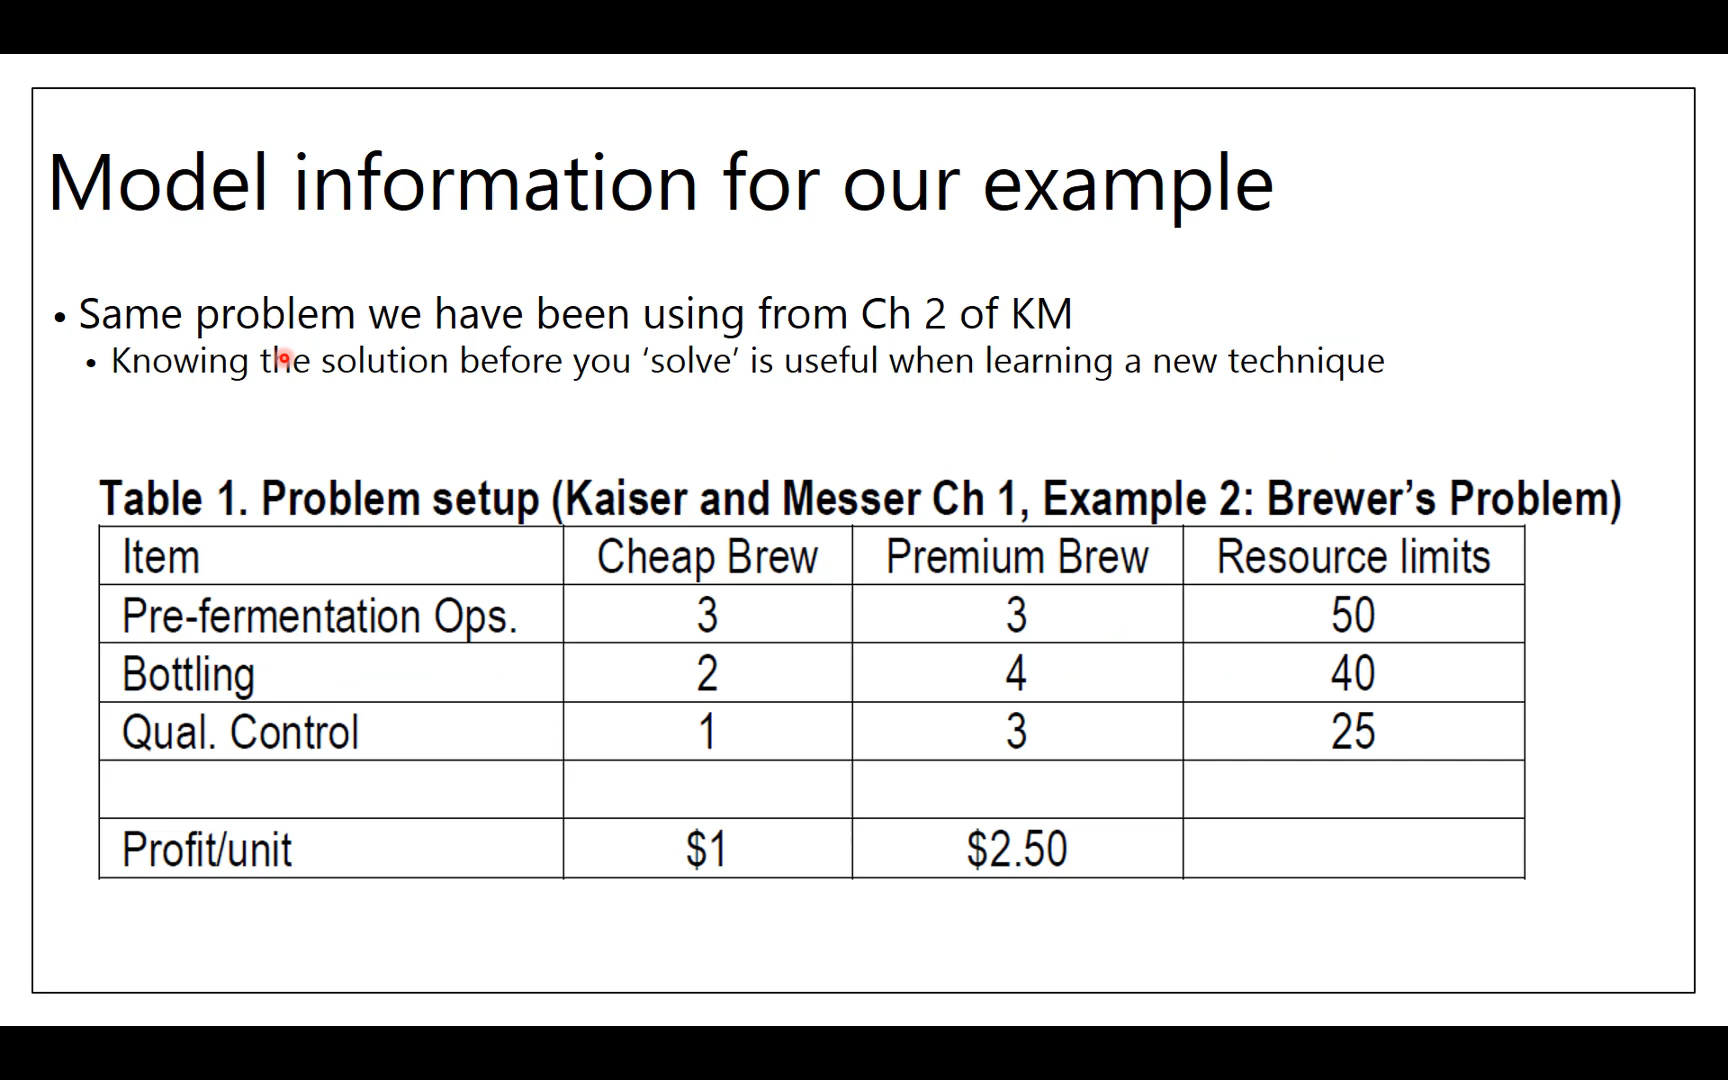 Model information for our example
• Same problem we have been using from Ch 2 of KM
• Knowing the solution before you ‘solve’ is useful when learning a new technique
Table 1. Problem setup (Kaiser and Messer Ch 1, Example 2: Brewer’s Problem)
Item Cheap Brew Premium Brew Resource limits
Pre-fermentation Ops. 3 3 50
Bottling 2 4 40
Qual. Control 1 3 25
Profit/unit $1 $2.50